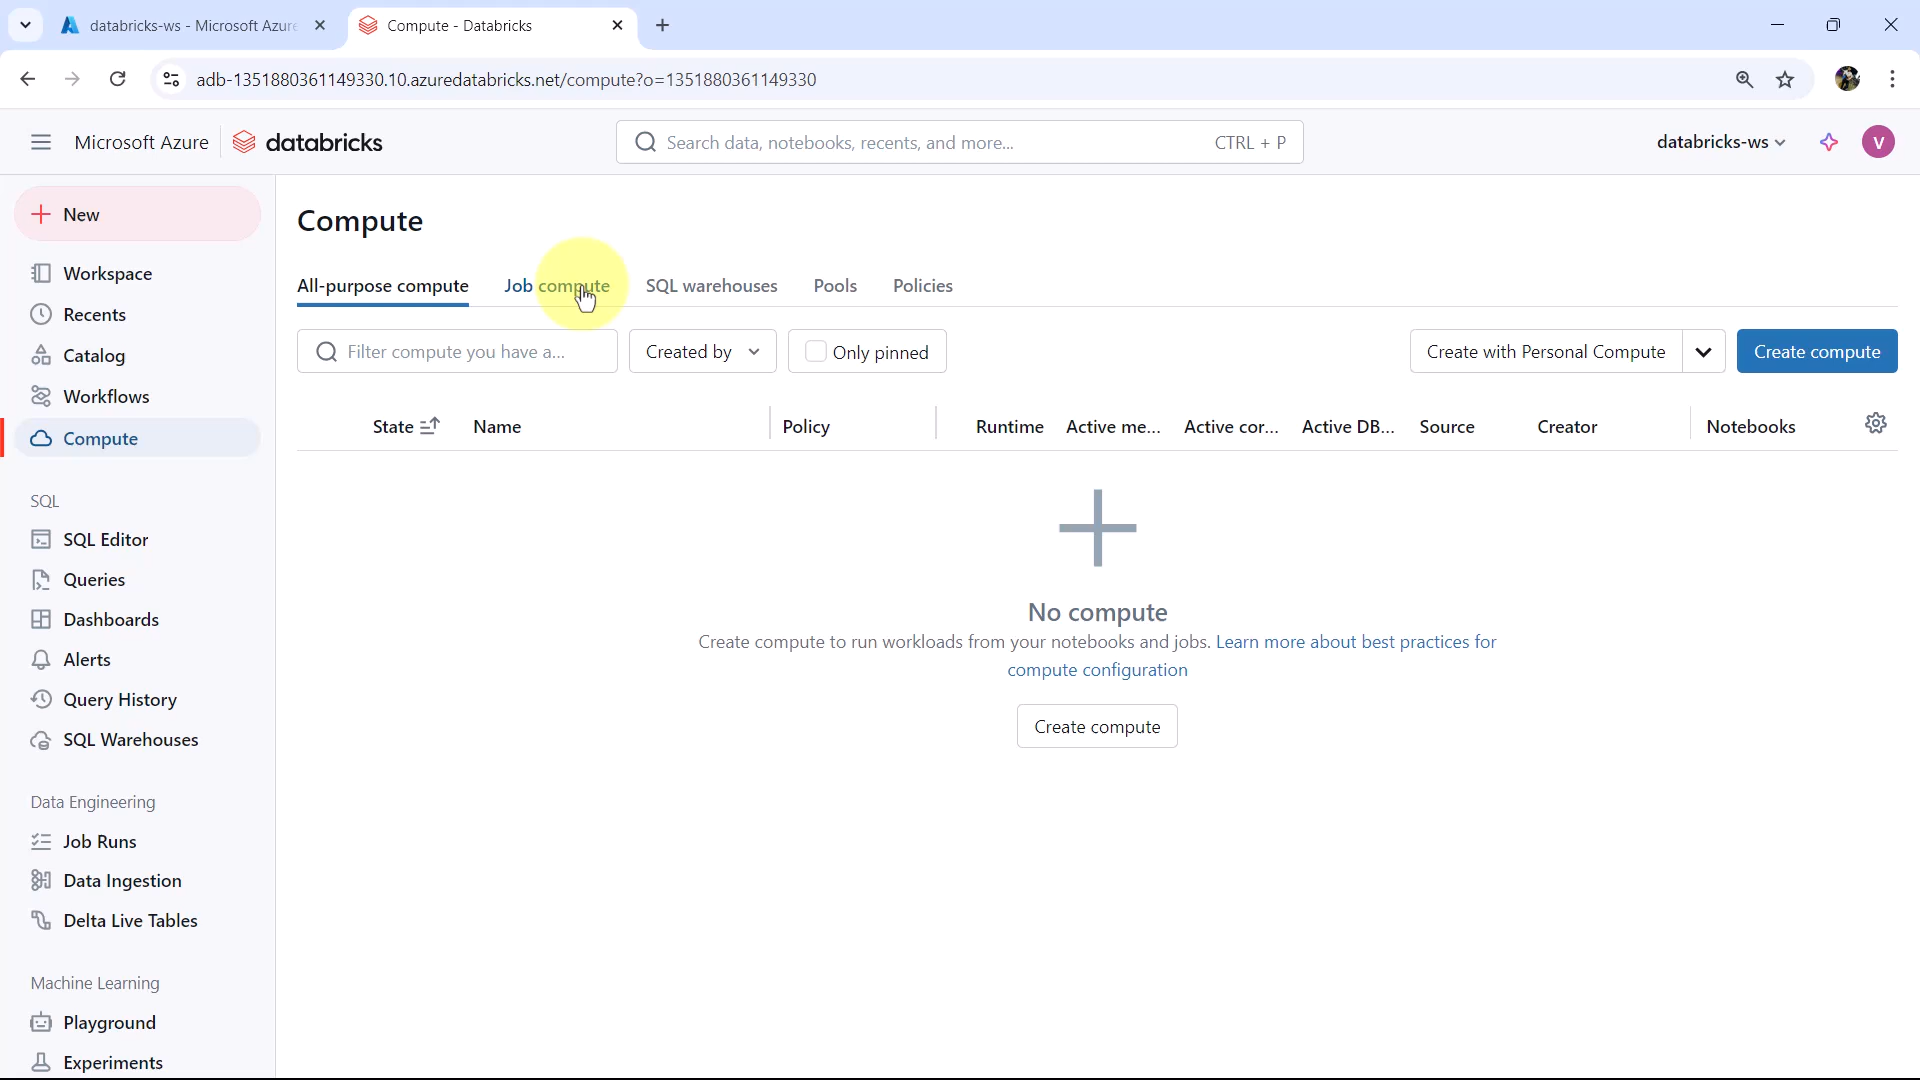 databricks-ws - Microsoft Azure
Compute - Databricks
adb-1351880361149330.10.azuredatabricks.net/compute?o=1351880361149330
Microsoft Azure
databricks
Search data, notebooks, recents, and more...
CTRL + P
databricks-ws
V
New
Workspace
Recents
Catalog
Workflows
Compute
SQL
SQL Editor
Queries
Dashboards
Alerts
Query History
SQL Warehouses
Data Engineering
Job Runs
Data Ingestion
Delta Live Tables
Machine Learning
Playground
Experiments
Compute
All-purpose compute
Job compute
SQL warehouses
Pools
Policies
Filter compute you have a...
Created by
Only pinned
Create with Personal Compute
Create compute
State
Name
Policy
Runtime
Active me...
Active cor...
Active DB...
Source
Creator
Notebooks
No compute
Create compute to run workloads from your notebooks and jobs. Learn more about best practices for
compute configuration
Create compute